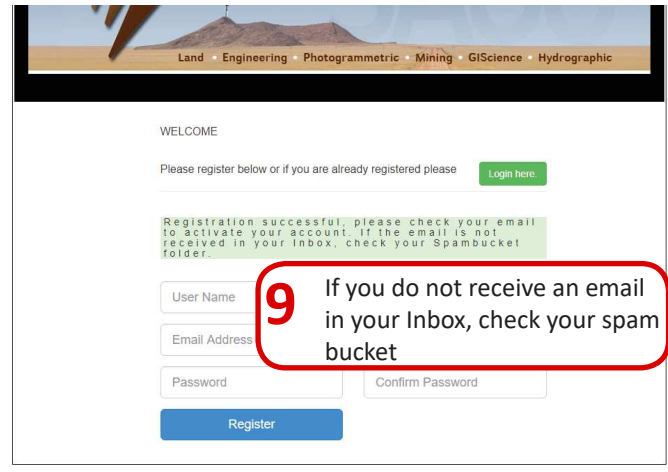 Land • Engineering • Photogrammetric • Mining • GIScience • Hydrographic
WELCOME
Please register below or if you are already registered please
Login here.
Registration successful, please check your email
to activate your account. If the email is not
received in your Inbox, check your Spambucket
folder.
User Name
9
If you do not receive an email
in your Inbox, check your spam
bucket
Email Address
Password
Confirm Password
Register